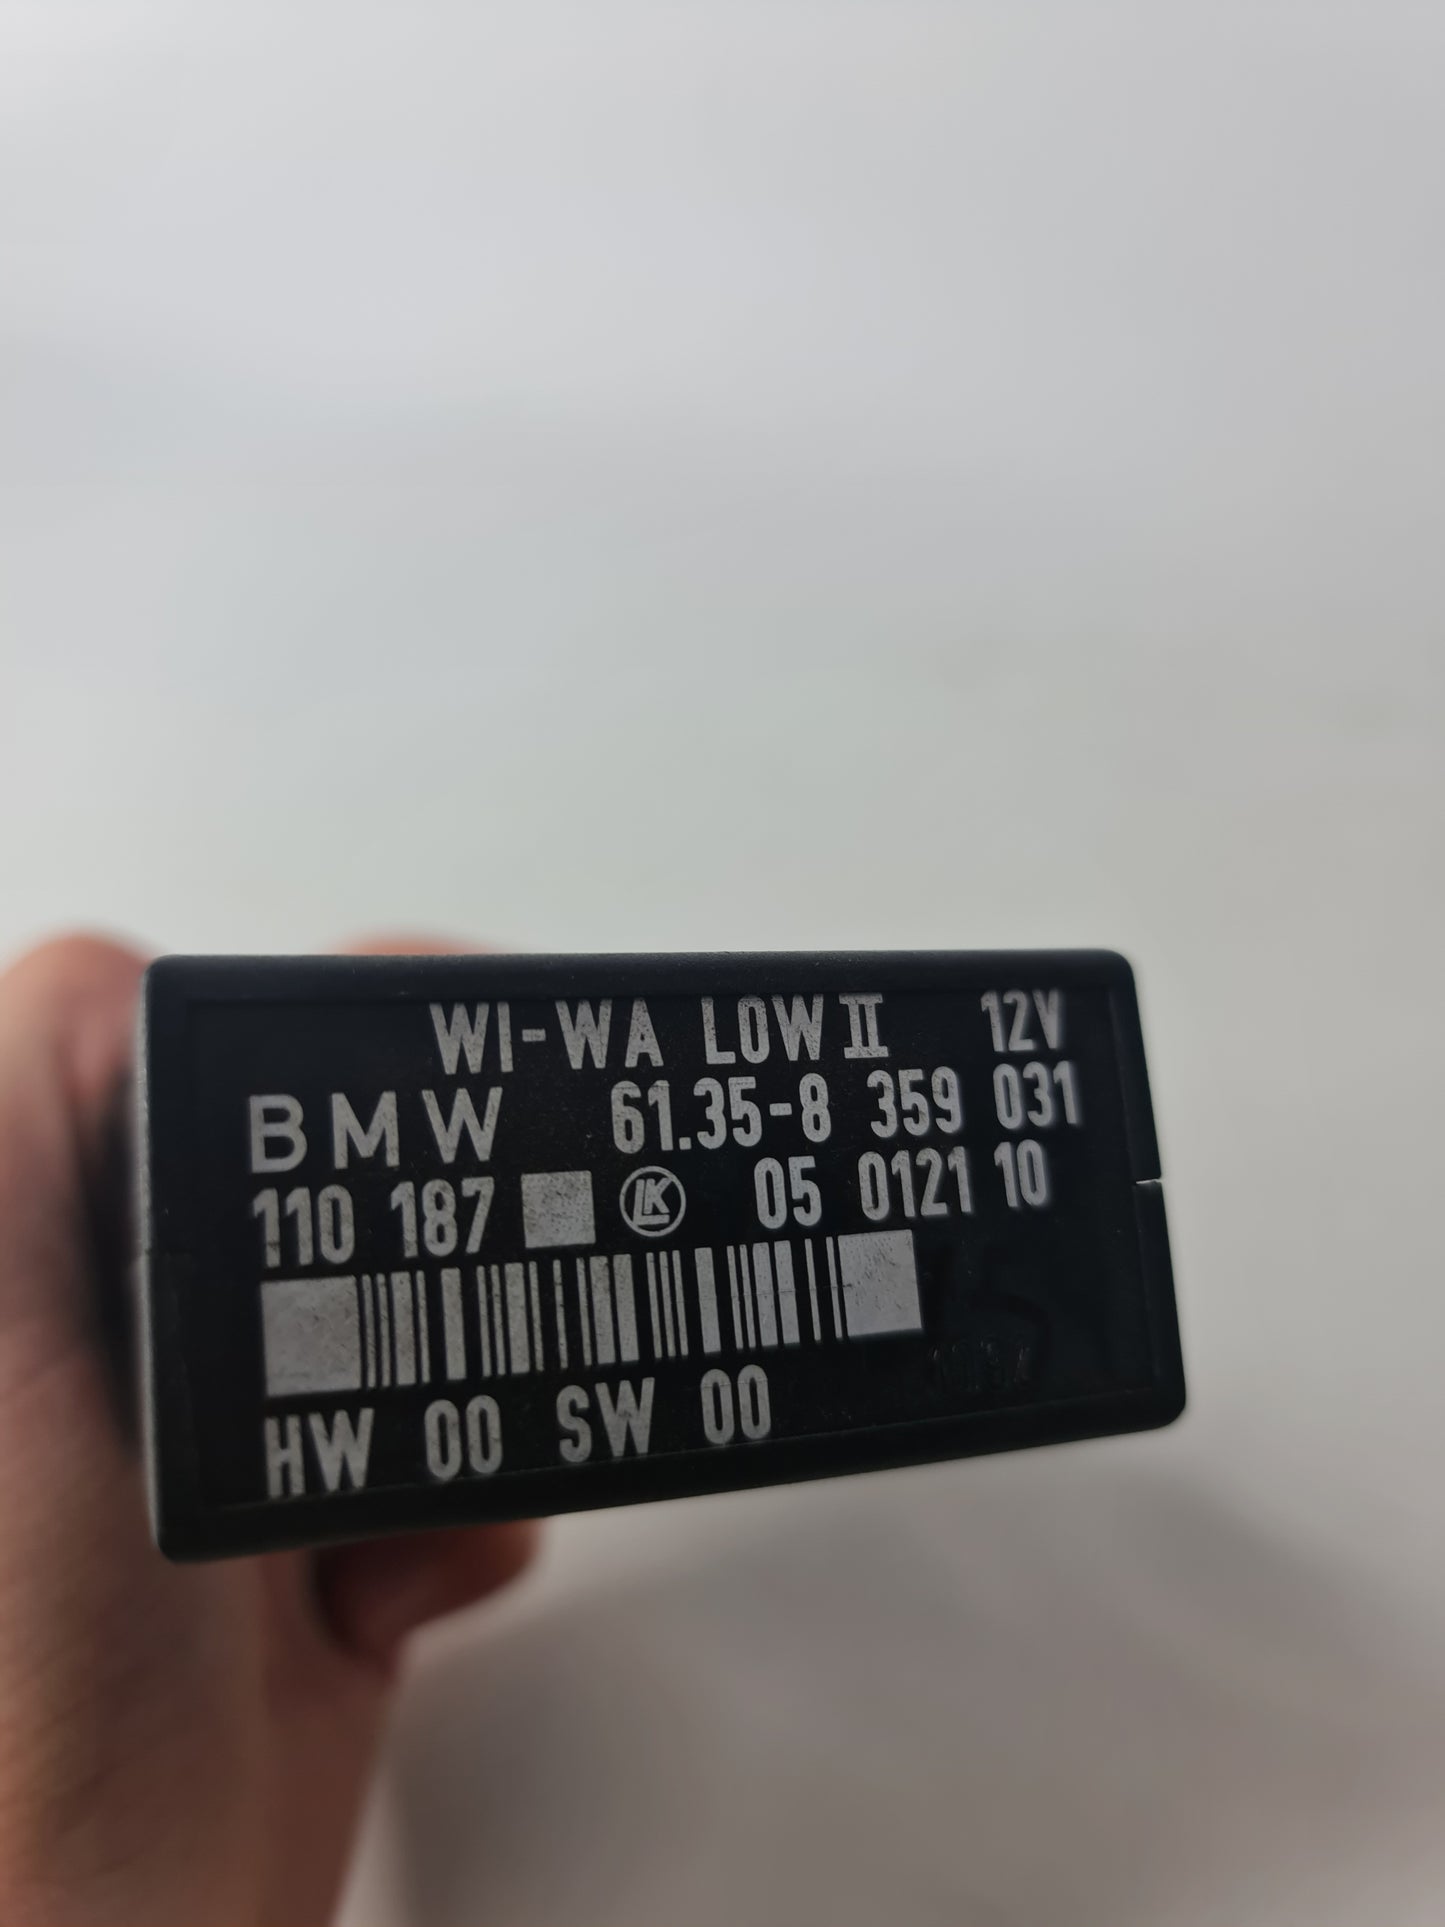 WI-WA LOW II 12V
BMW 61.35-8 359 031
110 187 LK 05 0121 10
HW 00 SW 00